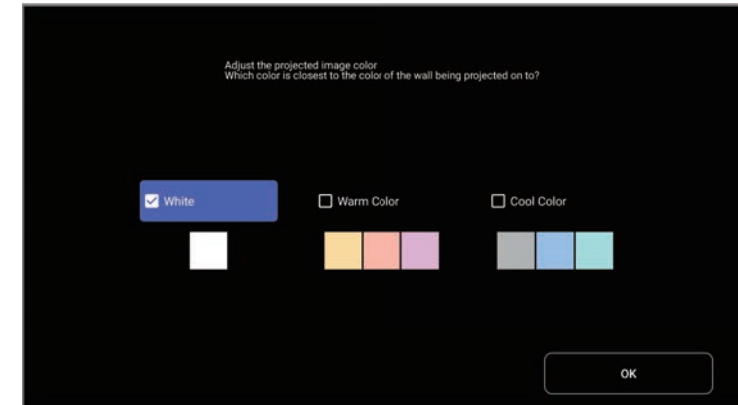 Adjust the projected image color
Which color is closest to the color of the wall being projected on to?
White
Warm Color
Cool Color
OK